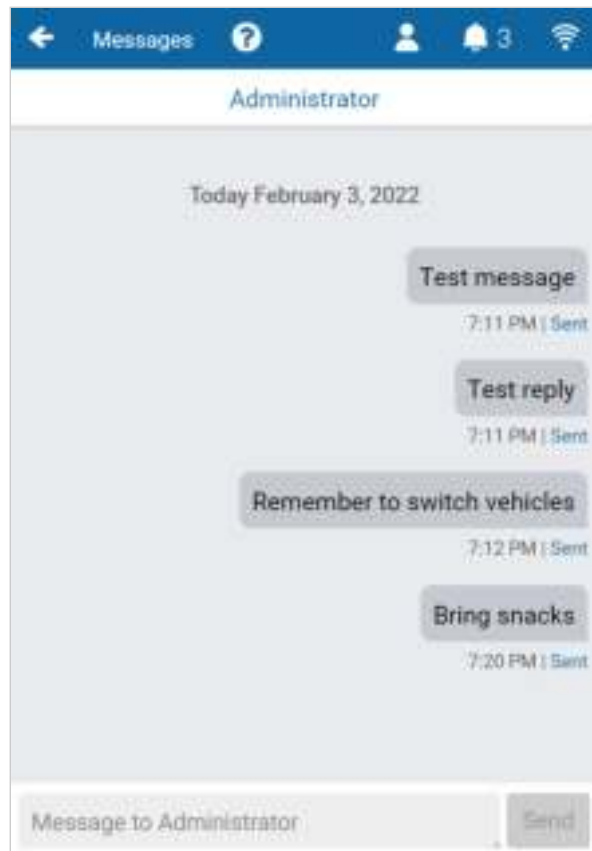 Messages ? 3
Administrator
Today February 3, 2022
Test message
7:11 PM | Sent
Test reply
7:11 PM | Sent
Remember to switch vehicles
7:12 PM | Sent
Bring snacks
7:20 PM | Sent
Message to Administrator Send